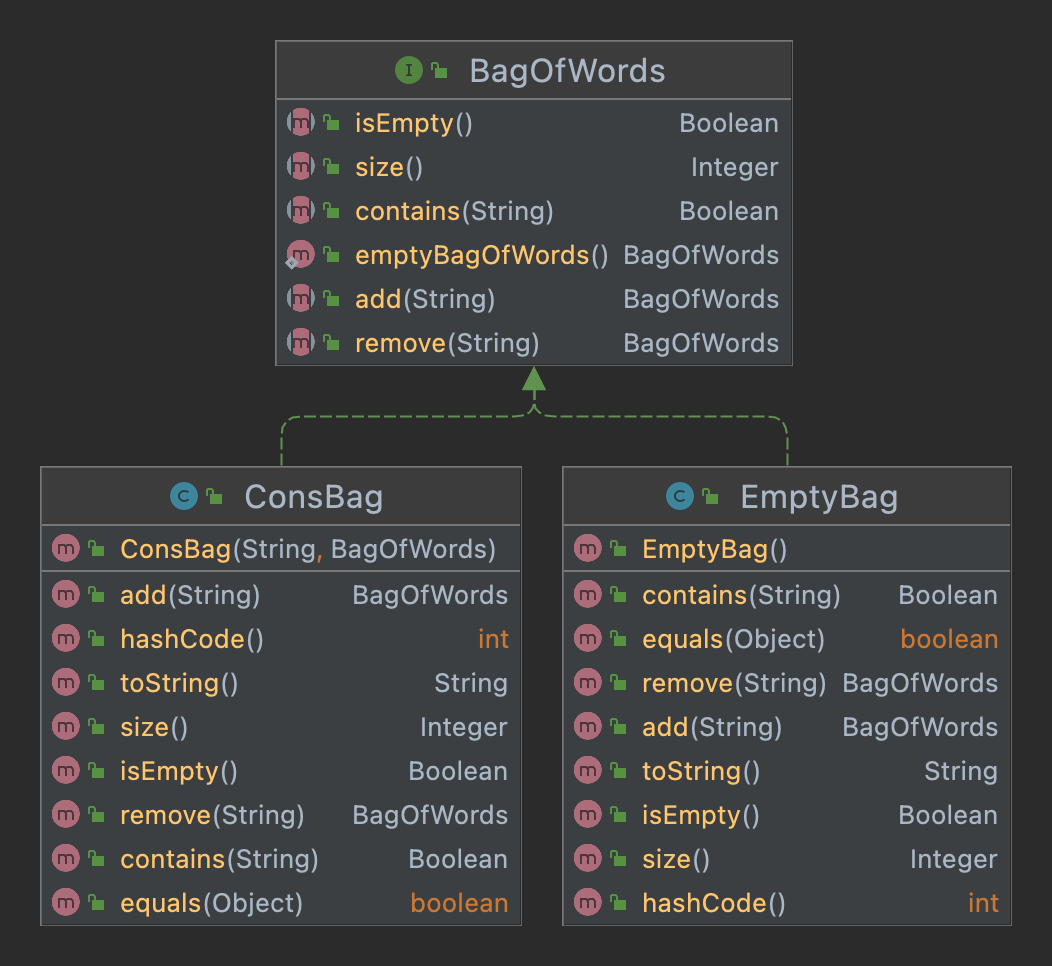 I BagOfWords
m isEmpty() Boolean
m size() Integer
m contains(String) Boolean
m emptyBagOfWords() BagOfWords
m add(String) BagOfWords
m remove(String) BagOfWords
C ConsBag
m ConsBag(String, BagOfWords)
m add(String) BagOfWords
m hashCode() int
m toString() String
m size() Integer
m isEmpty() Boolean
m remove(String) BagOfWords
m contains(String) Boolean
m equals(Object) boolean
C EmptyBag
m EmptyBag()
m contains(String) Boolean
m equals(Object) boolean
m remove(String) BagOfWords
m add(String) BagOfWords
m toString() String
m isEmpty() Boolean
m size() Integer
m hashCode() int